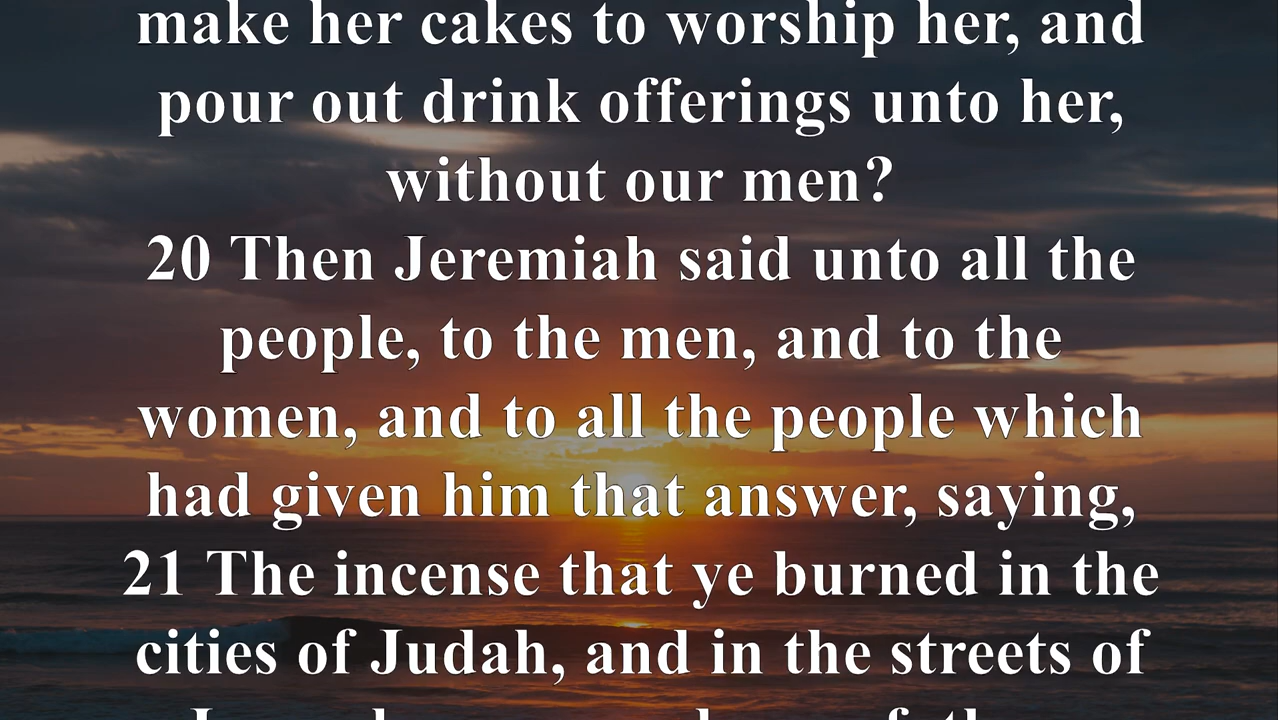 make her cakes to worship her, and
pour out drink offerings unto her,
without our men?
20 Then Jeremiah said unto all the
people, to the men, and to the
women, and to all the people which
had given him that answer, saying,
21 The incense that ye burned in the
cities of Judah, and in the streets of